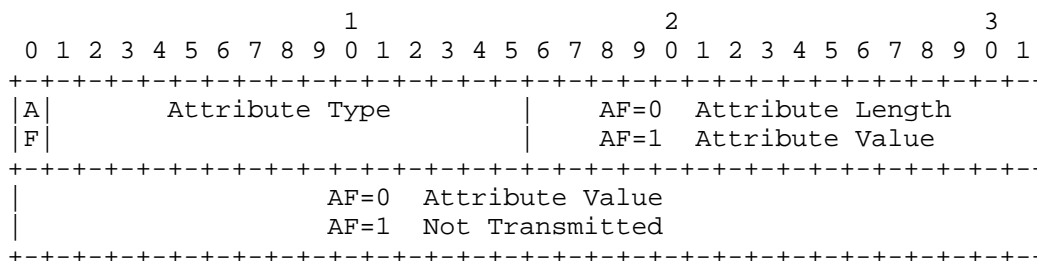 1                   2                   3
 0 1 2 3 4 5 6 7 8 9 0 1 2 3 4 5 6 7 8 9 0 1 2 3 4 5 6 7 8 9 0 1
+-+-+-+-+-+-+-+-+-+-+-+-+-+-+-+-+-+-+-+-+-+-+-+-+-+-+-+-+-+-+-+--
|A|       Attribute Type        |    AF=0  Attribute Length
|F|                             |    AF=1  Attribute Value
+-+-+-+-+-+-+-+-+-+-+-+-+-+-+-+-+-+-+-+-+-+-+-+-+-+-+-+-+-+-+-+--
|                   AF=0  Attribute Value
|                   AF=1  Not Transmitted
+-+-+-+-+-+-+-+-+-+-+-+-+-+-+-+-+-+-+-+-+-+-+-+-+-+-+-+-+-+-+-+--